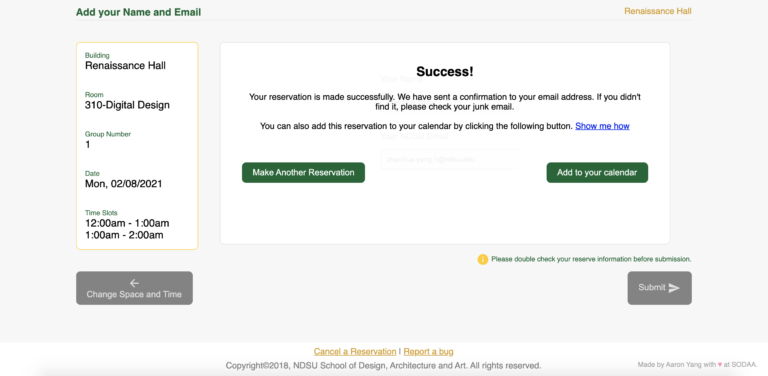 Add your Name and Email
Renaissance Hall
Building
Renaissance Hall
Room
310-Digital Design
Group Number
1
Date
Mon, 02/08/2021
Time Slots
12:00am - 1:00am
1:00am - 2:00am
Success!
Your reservation is made successfully. We have sent a confirmation to your email address. If you didn't
find it, please check your junk email.
You can also add this reservation to your calendar by clicking the following button. Show me how
Make Another Reservation
Add to your calendar
Please double check your reserve information before submission.
Change Space and Time
Submit
Cancel a Reservation | Report a bug
Copyright©2018, NDSU School of Design, Architecture and Art. All rights reserved.
Made by Aaron Yang with ♥ at SODAA.